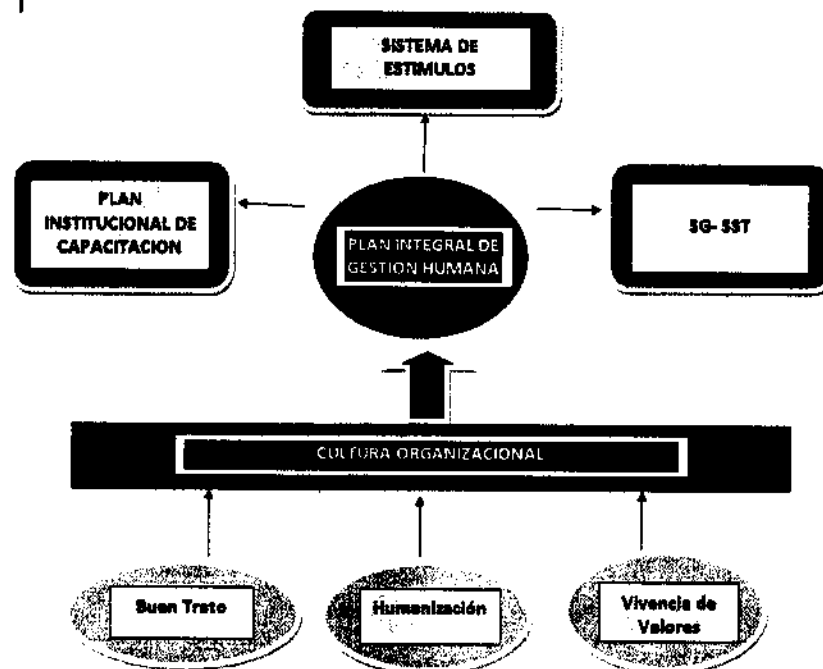 SISTEMA DE
ESTIMULOS
PLAN
INSTITUCIONAL DE
CAPACITACION
PLAN INTEGRAL DE
GESTION HUMANA
SG- SST
CULTURA ORGANIZACIONAL
Buen Trato
Humanización
Vivencia de
Valores